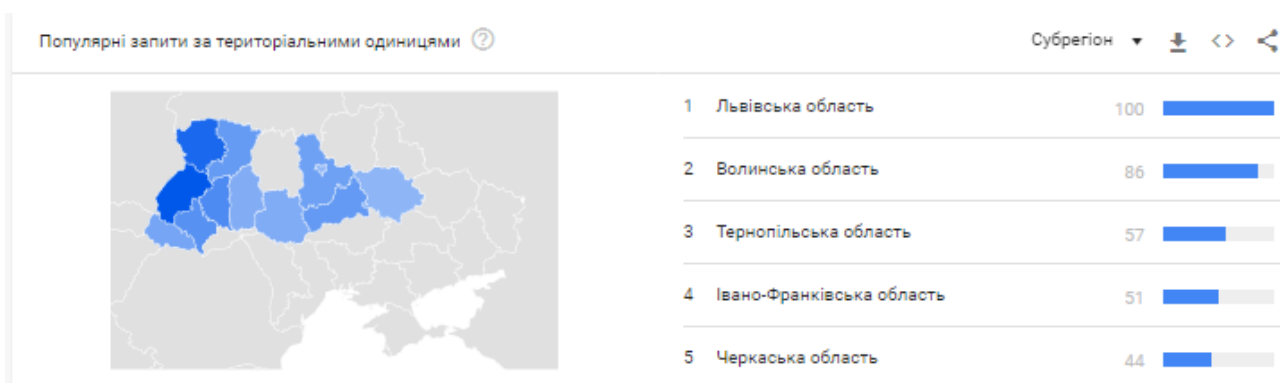 Популярні запити за територіальними одиницями ?
Субрегіон
1 Львівська область 100
2 Волинська область 86
3 Тернопільська область 57
4 Івано-Франківська область 51
5 Черкаська область 44